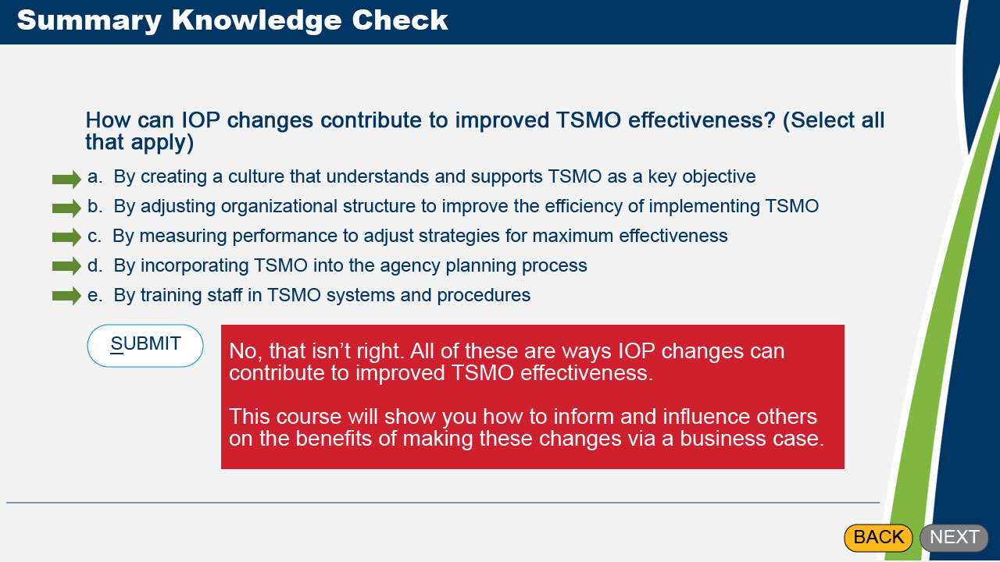 Summary Knowledge Check
How can IOP changes contribute to improved TSMO effectiveness? (Select all
that apply)
a. By creating a culture that understands and supports TSMO as a key objective
b. By adjusting organizational structure to improve the efficiency of implementing TSMO
c. By measuring performance to adjust strategies for maximum effectiveness
d. By incorporating TSMO into the agency planning process
e. By training staff in TSMO systems and procedures
SUBMIT
No, that isn’t right. All of these are ways IOP changes can
contribute to improved TSMO effectiveness.
This course will show you how to inform and influence others
on the benefits of making these changes via a business case.
BACK
NEXT